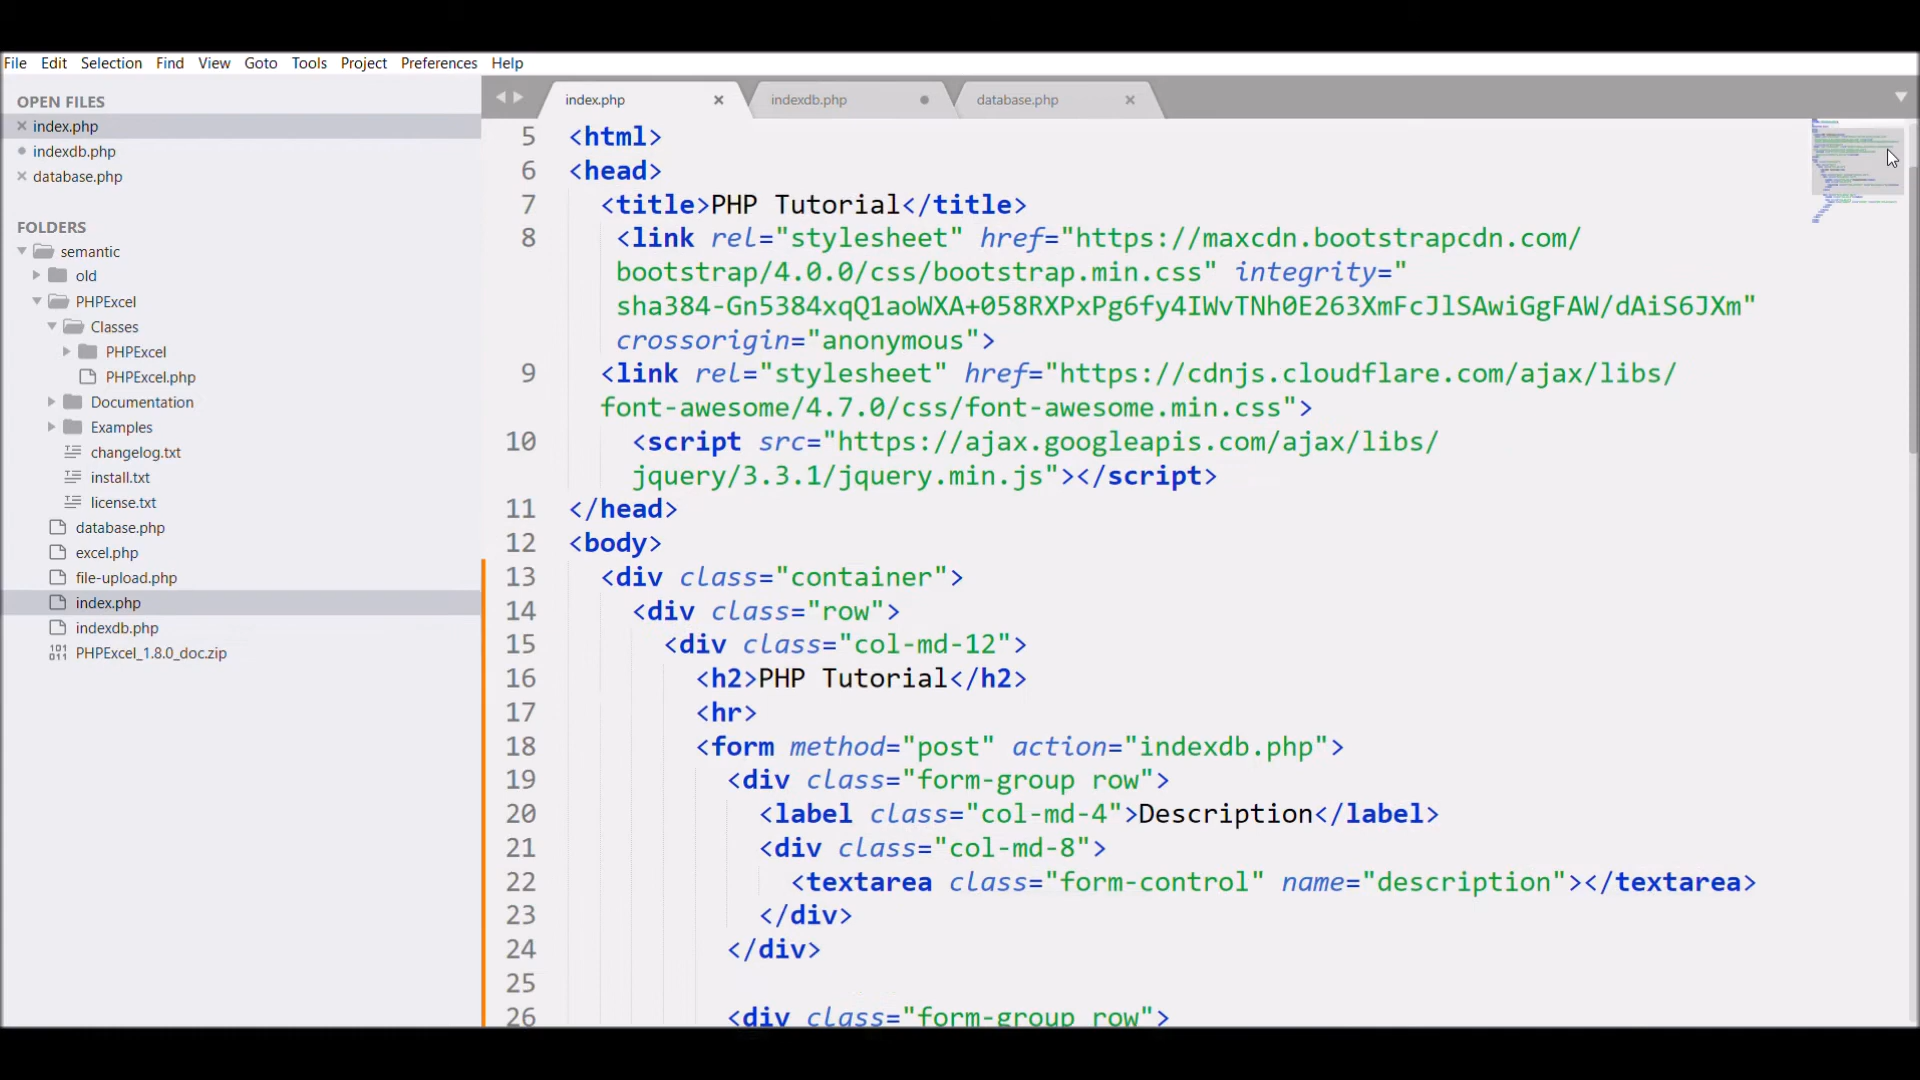 File Edit Selection Find View Goto Tools Project Preferences Help
OPEN FILES
index.php
indexdb.php
database.php
FOLDERS
semantic
old
PHPExcel
Classes
PHPExcel
PHPExcel.php
Documentation
Examples
changelog.txt
install.txt
license.txt
database.php
excel.php
file-upload.php
index.php
indexdb.php
PHPExcel_1.8.0_doc.zip
index.php indexdb.php database.php
5 <html>
6 <head>
7 <title>PHP Tutorial</title>
8 <link rel="stylesheet" href="https://maxcdn.bootstrapcdn.com/
bootstrap/4.0.0/css/bootstrap.min.css" integrity="
sha384-Gn5384xqQ1aoWXA+058RXPxPg6fy4IWvTNh0E263XmFcJlSAwiGgFAW/dAiS6JXm"
crossorigin="anonymous">
9 <link rel="stylesheet" href="https://cdnjs.cloudflare.com/ajax/libs/
font-awesome/4.7.0/css/font-awesome.min.css">
10 <script src="https://ajax.googleapis.com/ajax/libs/
jquery/3.3.1/jquery.min.js"></script>
11 </head>
12 <body>
13 <div class="container">
14 <div class="row">
15 <div class="col-md-12">
16 <h2>PHP Tutorial</h2>
17 <hr>
18 <form method="post" action="indexdb.php">
19 <div class="form-group row">
20 <label class="col-md-4">Description</label>
21 <div class="col-md-8">
22 <textarea class="form-control" name="description"></textarea>
23 </div>
24 </div>
25
26 <div class="form-group row">